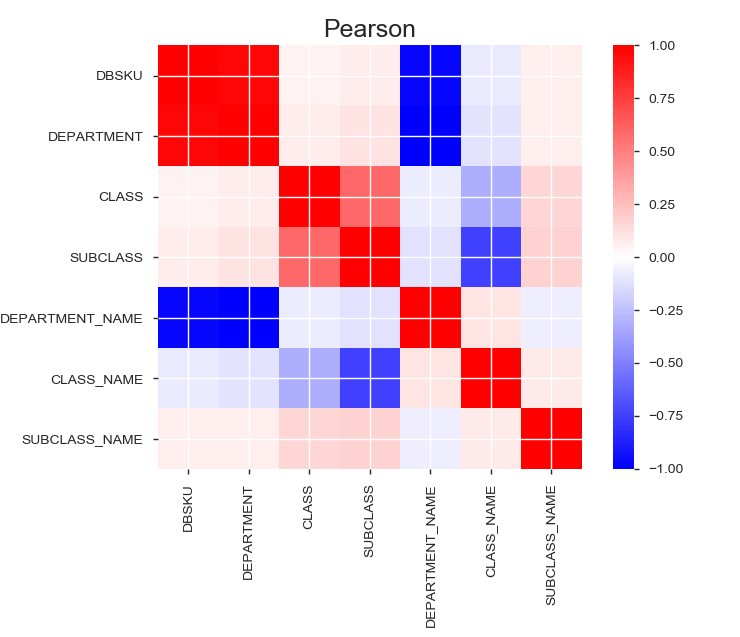 Pearson
DBSKU
DEPARTMENT
CLASS
SUBCLASS
DEPARTMENT_NAME
CLASS_NAME
SUBCLASS_NAME
DBSKU
DEPARTMENT
CLASS
SUBCLASS
DEPARTMENT_NAME
CLASS_NAME
SUBCLASS_NAME
1.00
0.75
0.50
0.25
0.00
−0.25
−0.50
−0.75
−1.00